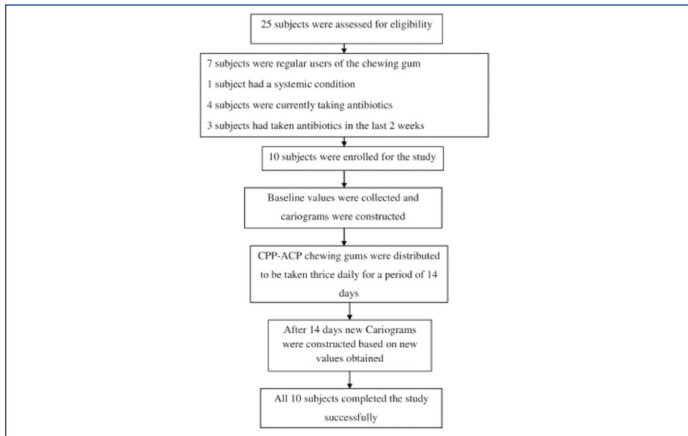 25 subjects were assessed for eligibility
7 subjects were regular users of the chewing gum
1 subject had a systemic condition
4 subjects were currently taking antibiotics
3 subjects had taken antibiotics in the last 2 weeks
10 subjects were enrolled for the study
Baseline values were collected and
cariograms were constructed
CPP-ACP chewing gums were distributed
to be taken thrice daily for a period of 14
days
After 14 days new Cariograms
were constructed based on new
values obtained
All 10 subjects completed the study
successfully